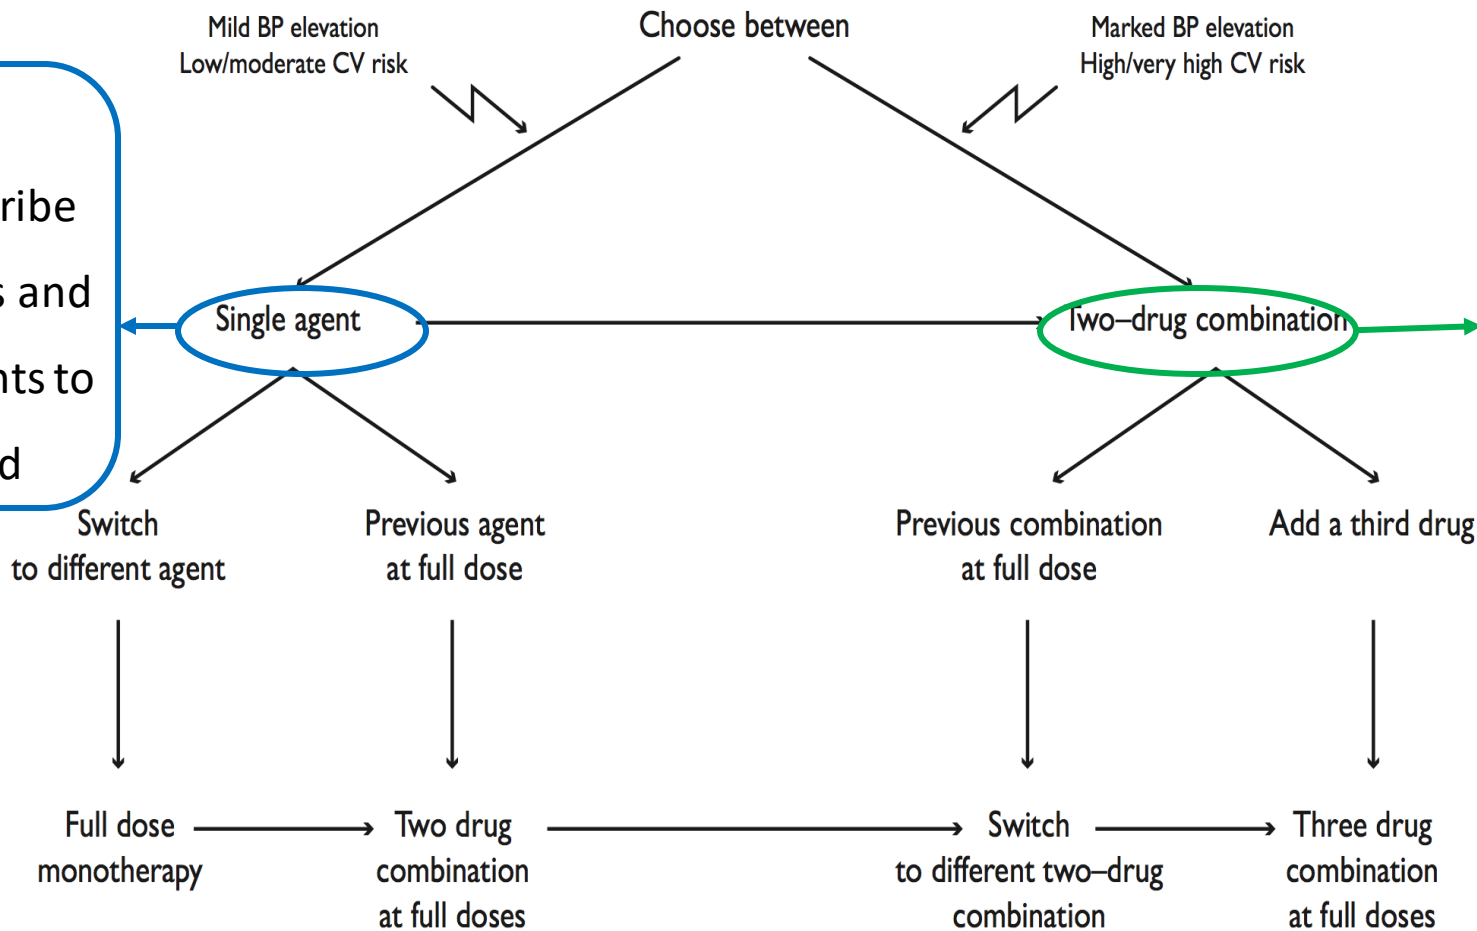 Mild BP elevation
Low/moderate CV risk
Choose between
Marked BP elevation
High/very high CV risk
ribe
s and
nts to
d
Single agent
Two–drug combination
Switch
to different agent
Previous agent
at full dose
Previous combination
at full dose
Add a third drug
Full dose
monotherapy
Two drug
combination
at full doses
Switch
to different two–drug
combination
Three drug
combination
at full doses